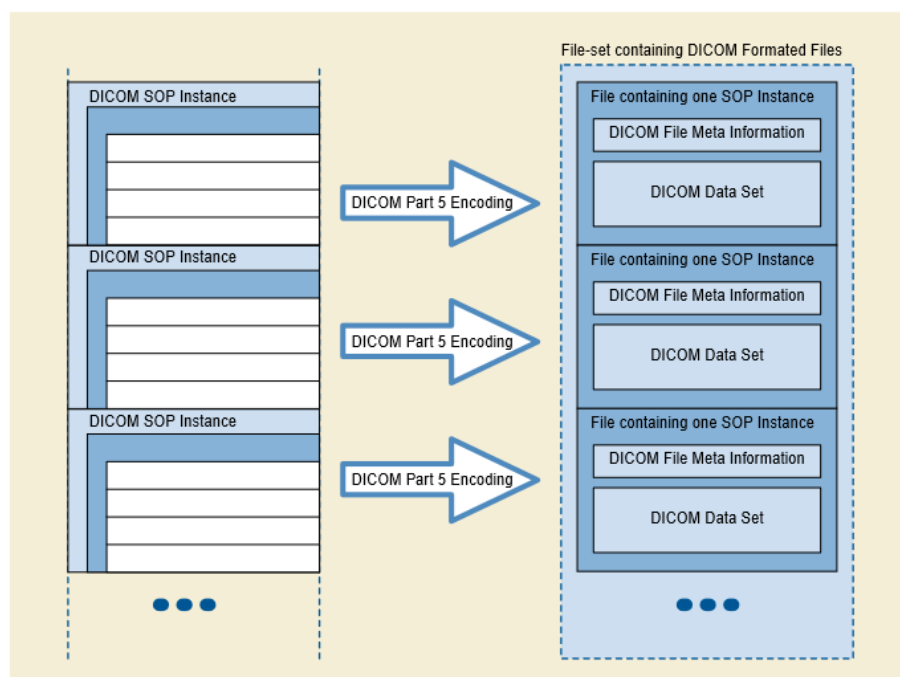 File-set containing DICOM Formated Files
DICOM SOP Instance
DICOM Part 5 Encoding
File containing one SOP Instance
DICOM File Meta Information
DICOM Data Set
DICOM SOP Instance
DICOM Part 5 Encoding
File containing one SOP Instance
DICOM File Meta Information
DICOM Data Set
DICOM SOP Instance
DICOM Part 5 Encoding
File containing one SOP Instance
DICOM File Meta Information
DICOM Data Set